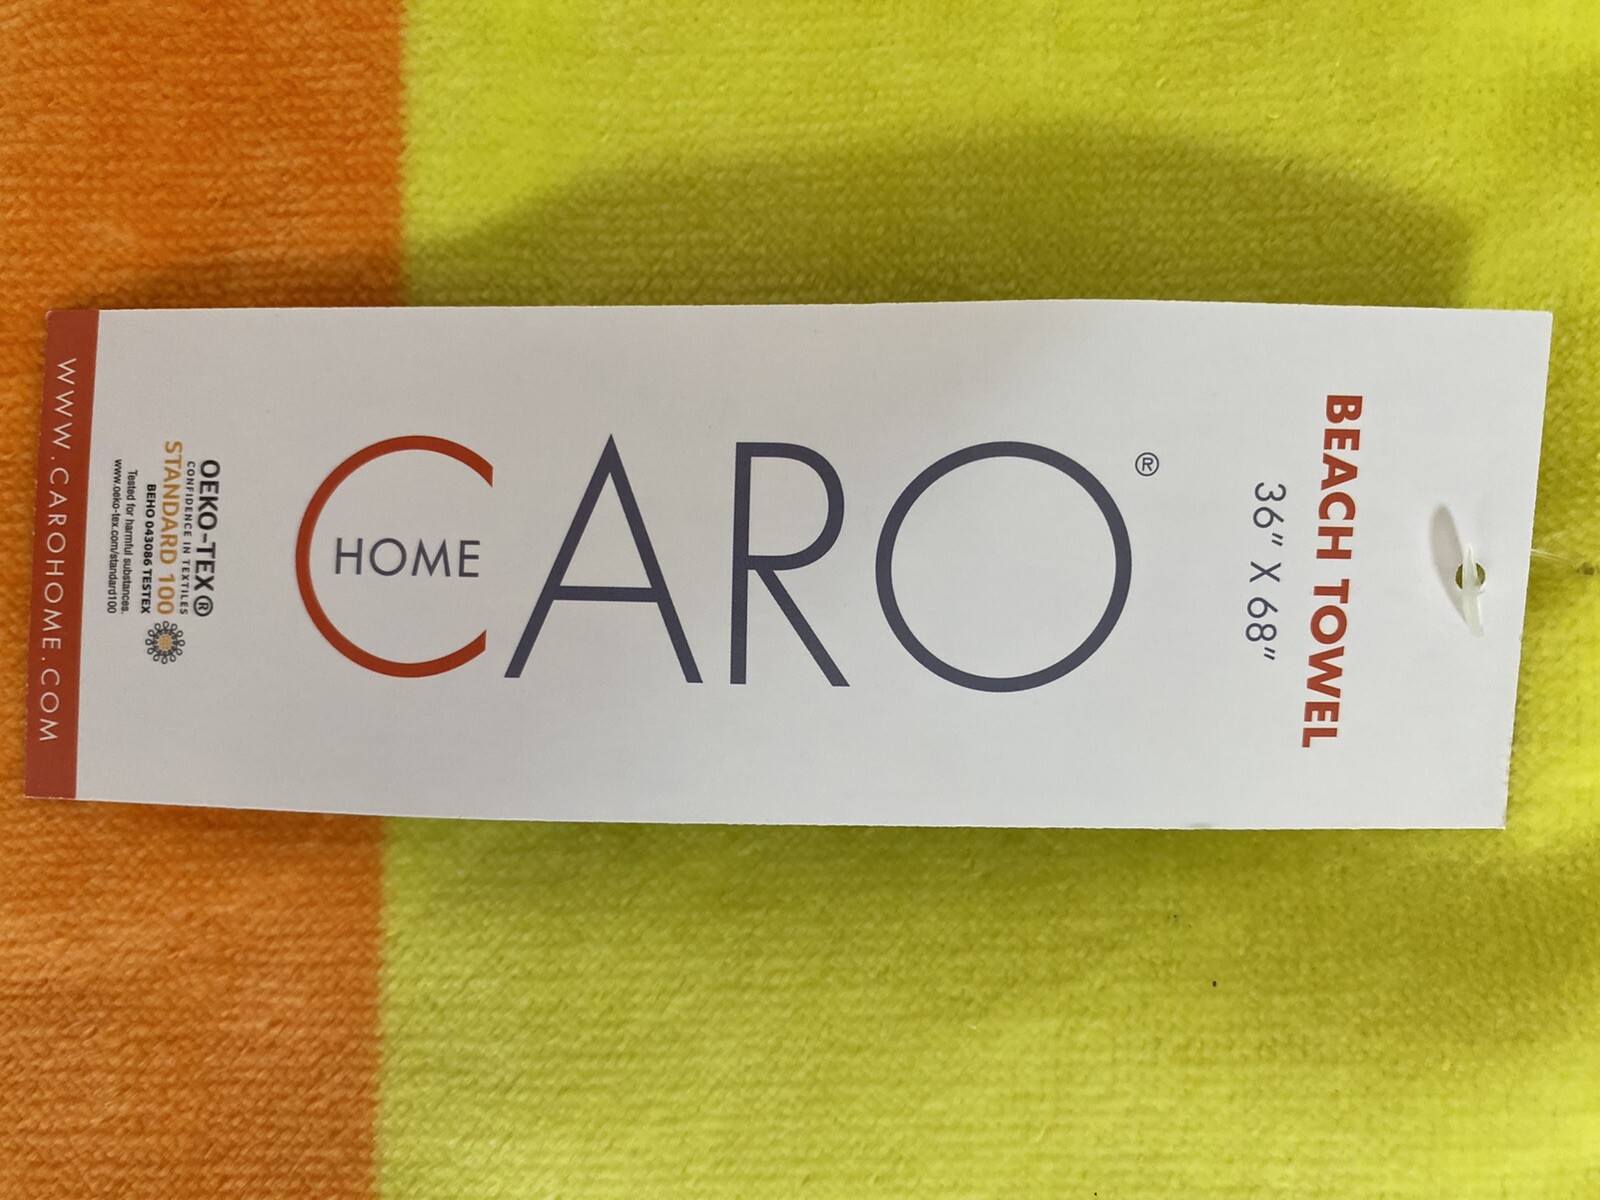 BEACH TOWEL
36" X 68"
CARO®
HOME
OEKO-TEX®
CONFIDENCE IN TEXTILES
STANDARD 100
BEHO 043086 TESTEX
Tested for harmful substances.
www.oeko-tex.com/standard100
WWW.CAROHOME.COM